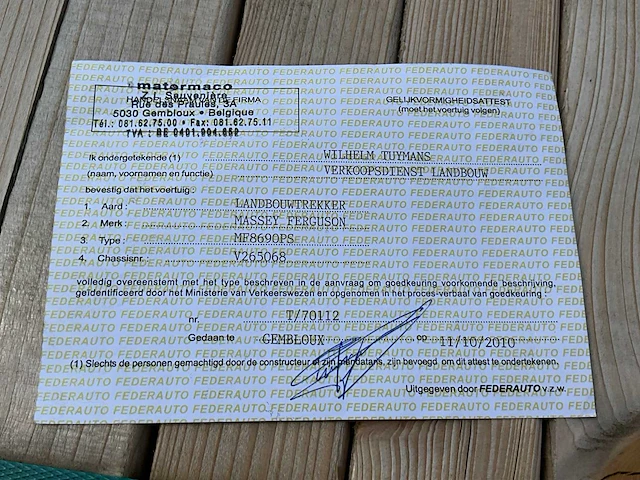 matermaco
Z.I. Sauvenière
HANDELSNAAM FIRMA
Rue des Praules, 3A
5030 Gembloux • Belgique
Tél.: 081.62.75.00 • Fax: 081.62.75.11
TVA : BE 0401.904.052
GELIJKVORMIGHEIDSATTEST
(moet het voertuig volgen)
Ik ondergetekende (1) WILHELM TUYMANS
(naam, voornamen en functie) VERKOOPSDIENST LANDBOUW
bevestig dat het voertuig :
1. Aard : LANDBOUWTREKKER
2. Merk : MASSEY FERGUSON
3. Type : MF8690PS
4. Chassisnr. : V265068
volledig overeenstemt met het type beschreven in de aanvraag om goedkeuring voorkomende beschrijving,
geïdentificeerd door het Ministerie van Verkeerswezen en opgenomen in het proces-verbaal van goedkeuring :
nr. T/70112
Gedaan te GEMBLOUX op 11/10/2010
(1) Slechts de personen gemachtigd door de constructeur of zijn mandataris, zijn bevoegd, om dit attest te ondertekenen.
Uitgegeven door FEDERAUTO v.z.w.